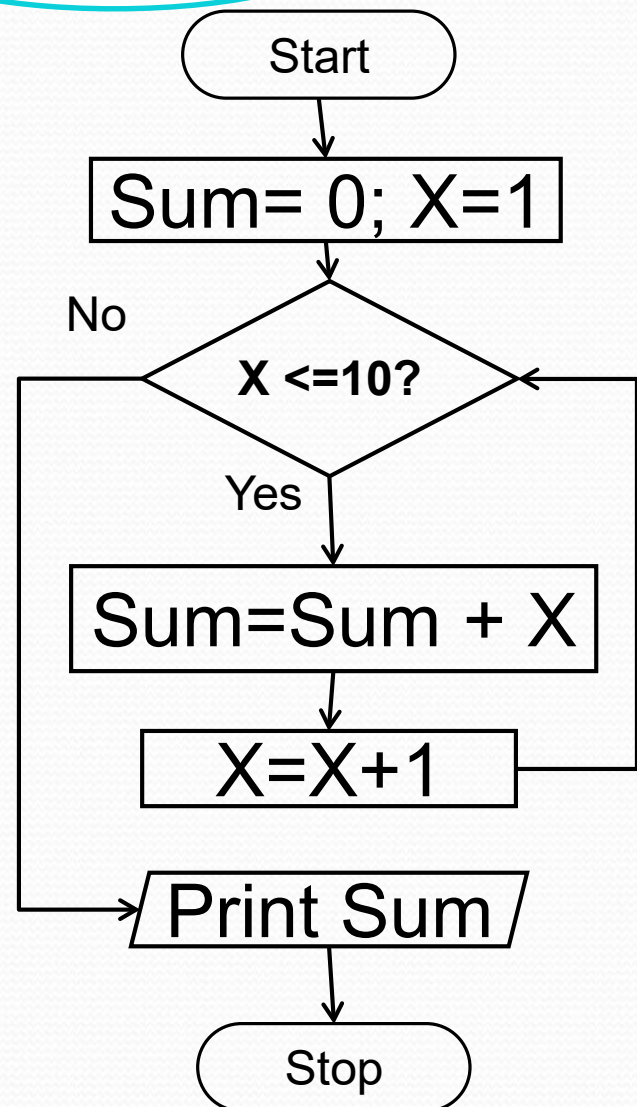 Start
Sum= 0; X=1
No
X <=10?
Yes
Sum=Sum + X
X=X+1
Print Sum
Stop